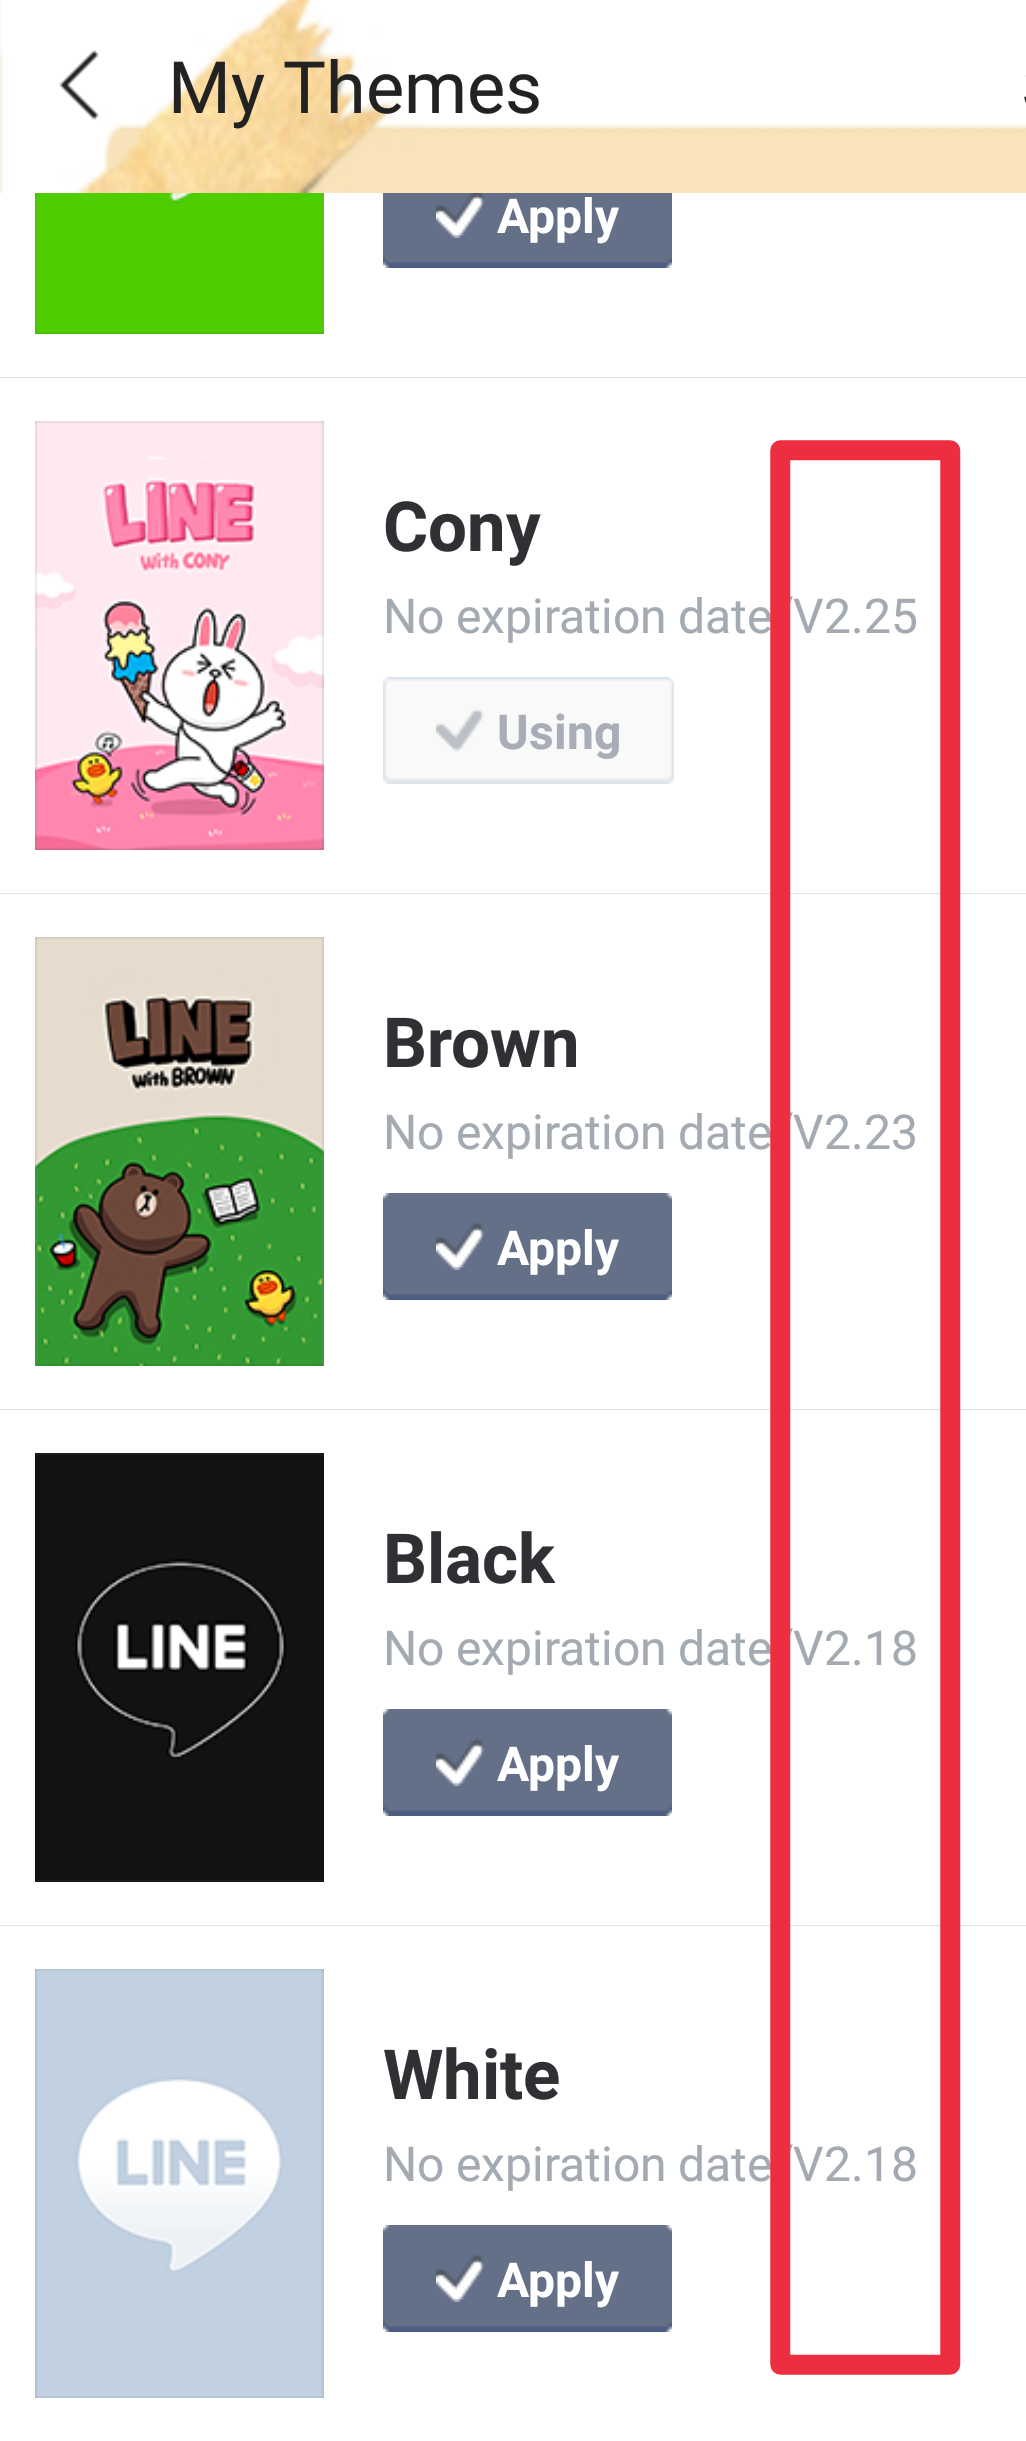 My Themes
Apply
LINE
With CONY
Cony
No expiration date/V2.25
Using
LINE
With BROWN
Brown
No expiration date/V2.23
Apply
LINE
Black
No expiration date/V2.18
Apply
LINE
White
No expiration date/V2.18
Apply